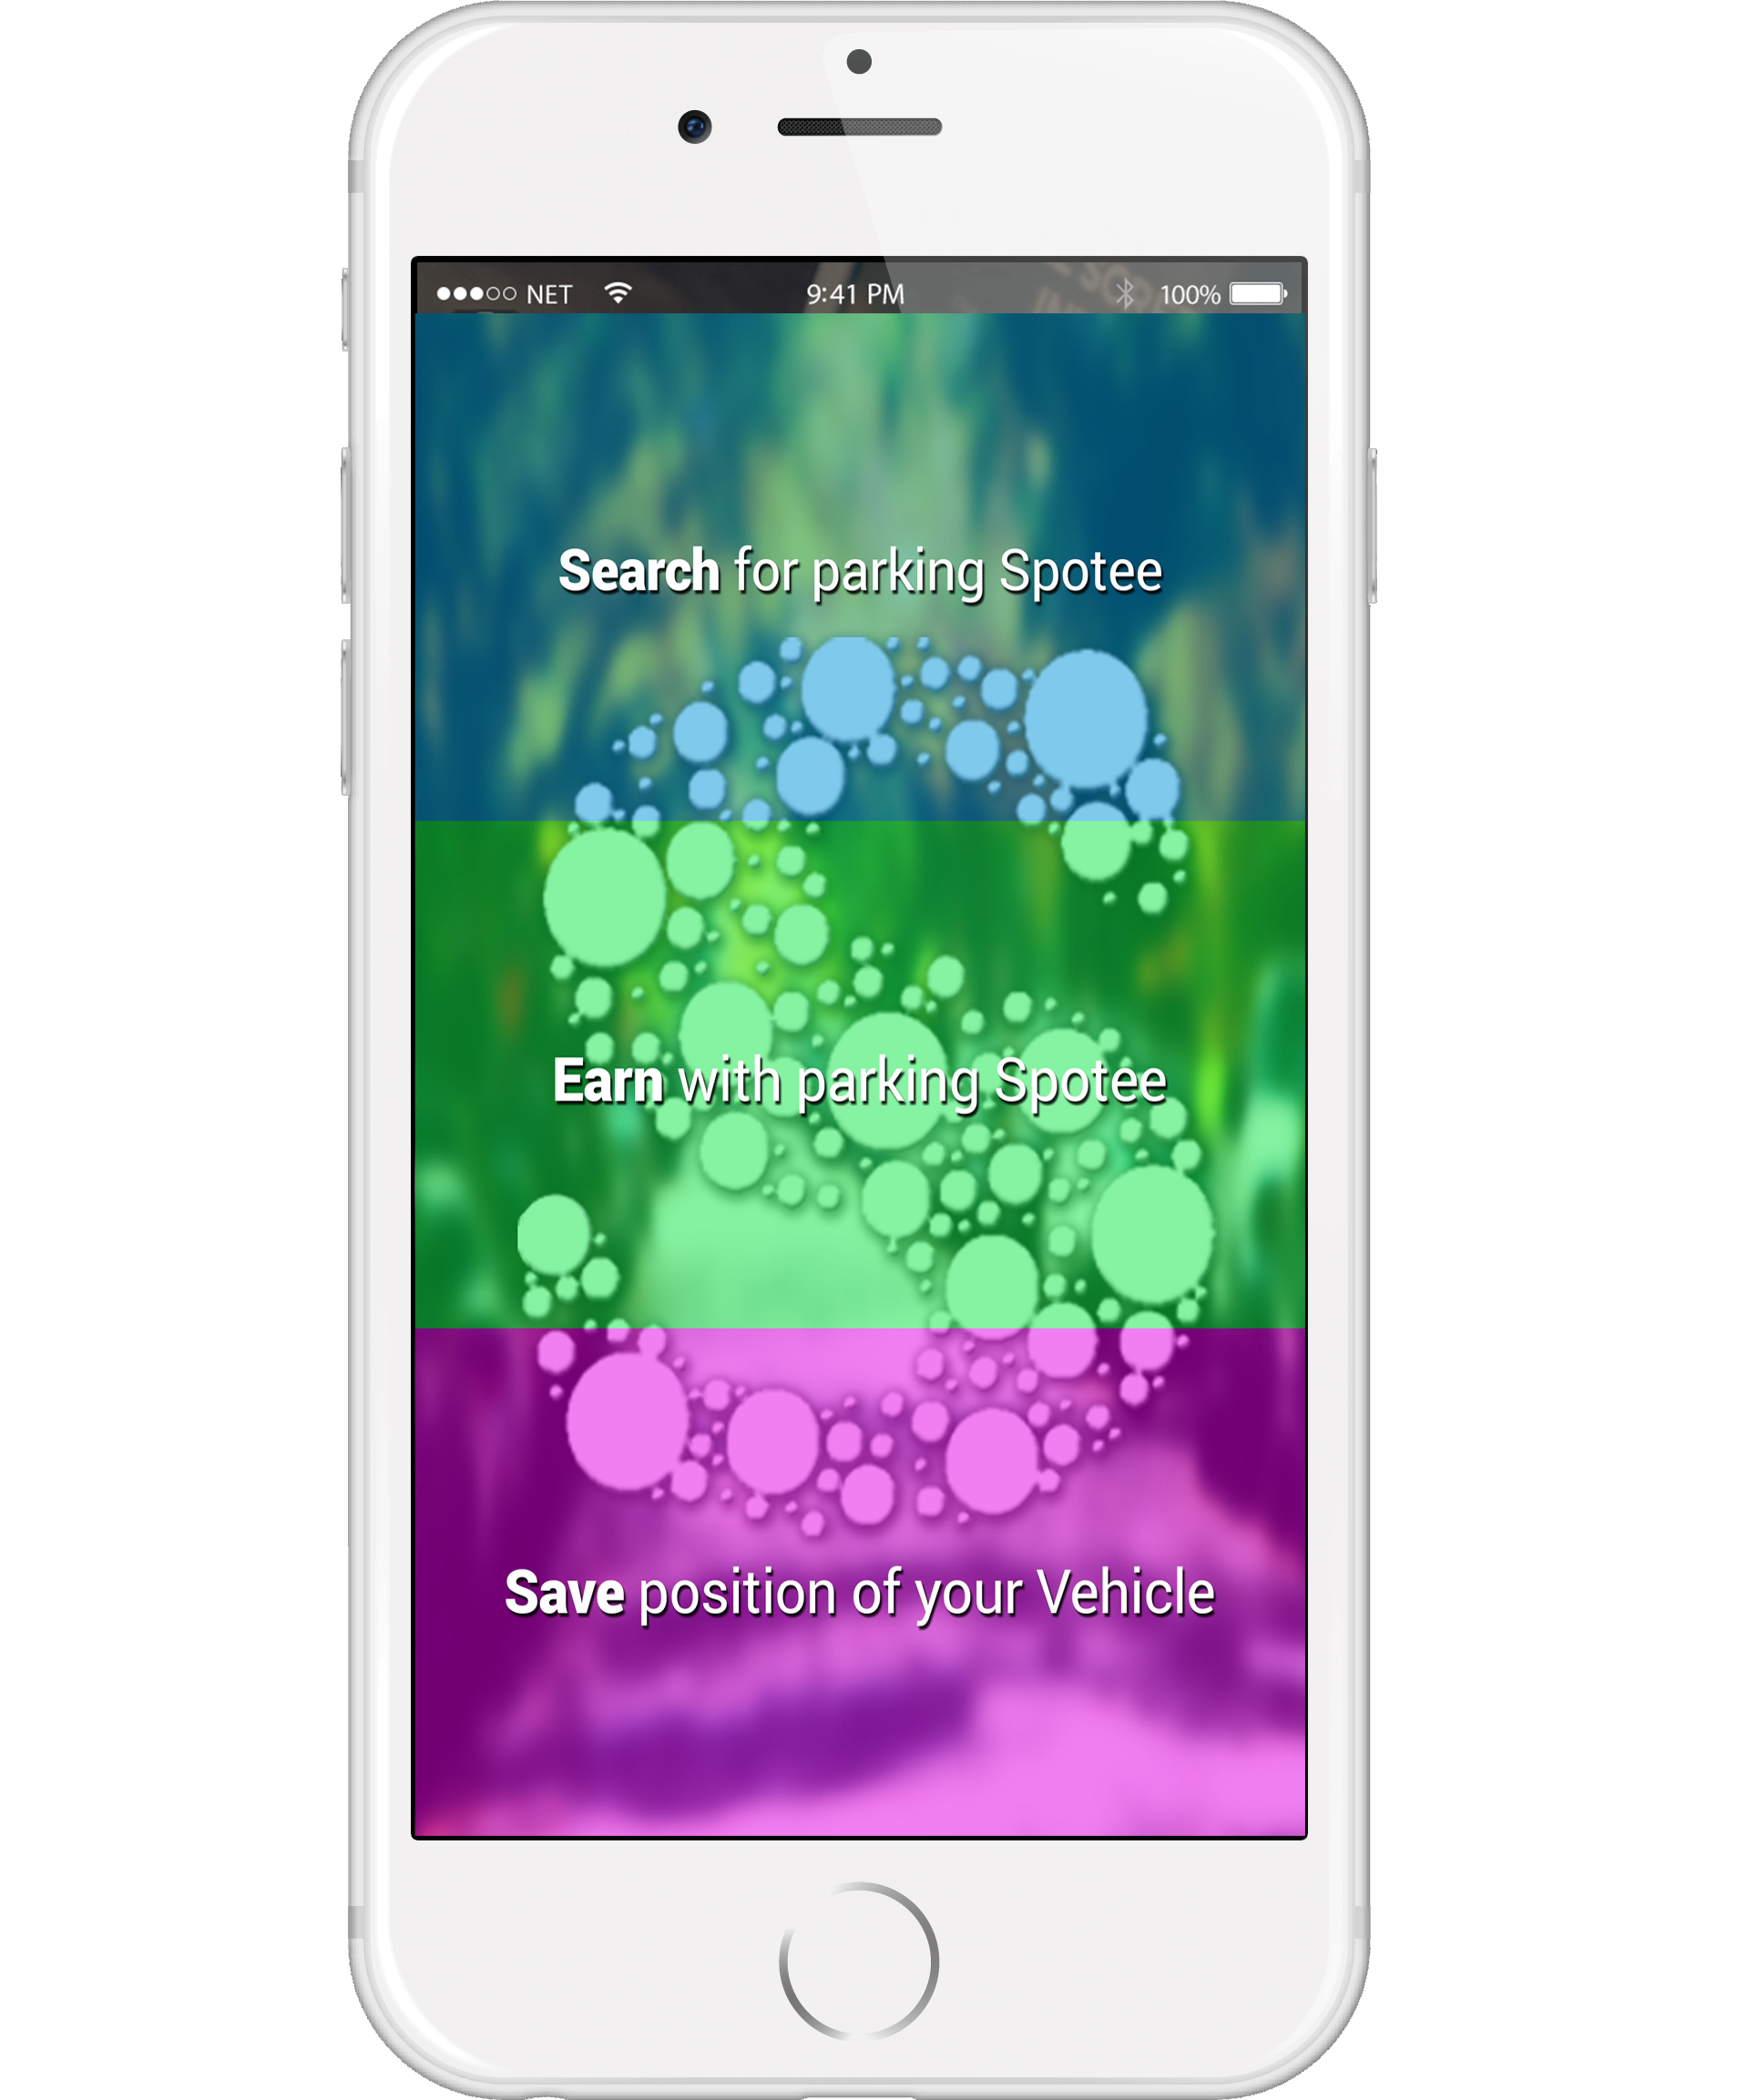 NET 9:41 PM 100%
Search for parking Spotee
Earn with parking Spotee
Save position of your Vehicle